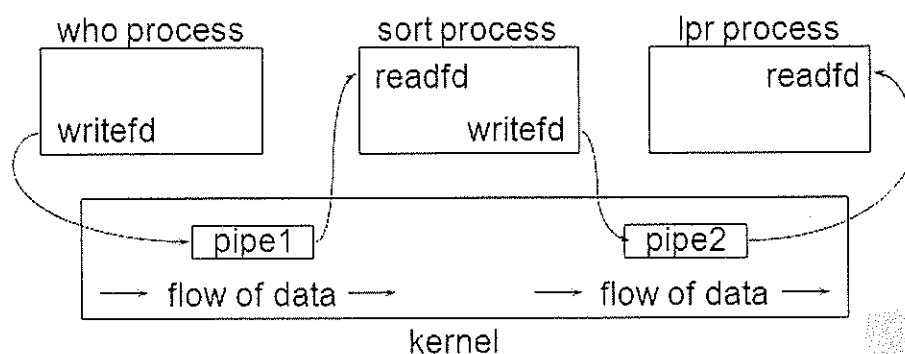 who process
sort process
lpr process
readfd
readfd
writefd
writefd
pipe1
pipe2
flow of data
flow of data
kernel